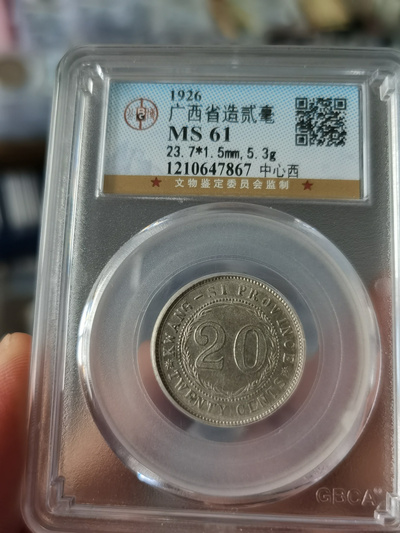 1926
广西省造贰毫
MS 61
23.7*1.5mm,5.3g
1210647867 中心西
★ 文物鉴定委员会监制 ★
KWANG-SI PROVINCE
20
TWENTY CENTS
GBCA